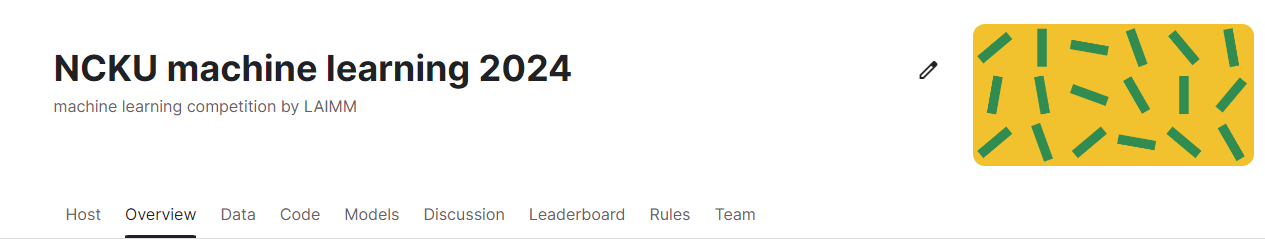 NCKU machine learning 2024
machine learning competition by LAIMM
Host Overview Data Code Models Discussion Leaderboard Rules Team